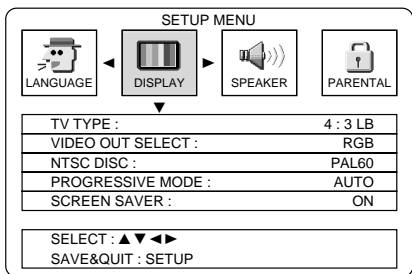 SETUP MENU
LANGUAGE ◄ DISPLAY ► SPEAKER PARENTAL
▼
TV TYPE : 4 : 3 LB
VIDEO OUT SELECT : RGB
NTSC DISC : PAL60
PROGRESSIVE MODE : AUTO
SCREEN SAVER : ON
SELECT : ▲ ▼ ◄ ►
SAVE&QUIT : SETUP